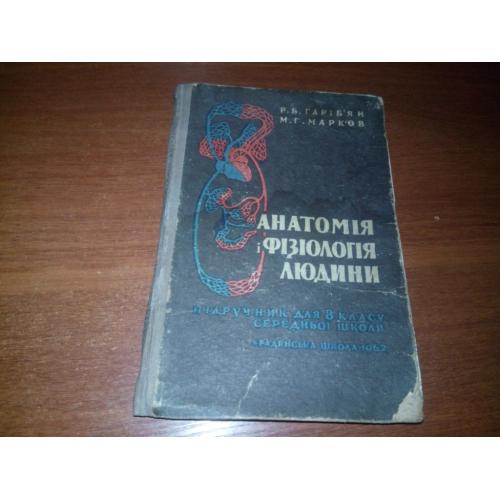 Р.Б. ГАРІБ'ЯН
М.Г. МАРКОВ
АНАТОМІЯ
і ФІЗІОЛОГІЯ
ЛЮДИНИ
ПІДРУЧНИК ДЛЯ 8 КЛАСУ
СЕРЕДНЬОЇ ШКОЛИ
«РАДЯНСЬКА ШКОЛА» 1962